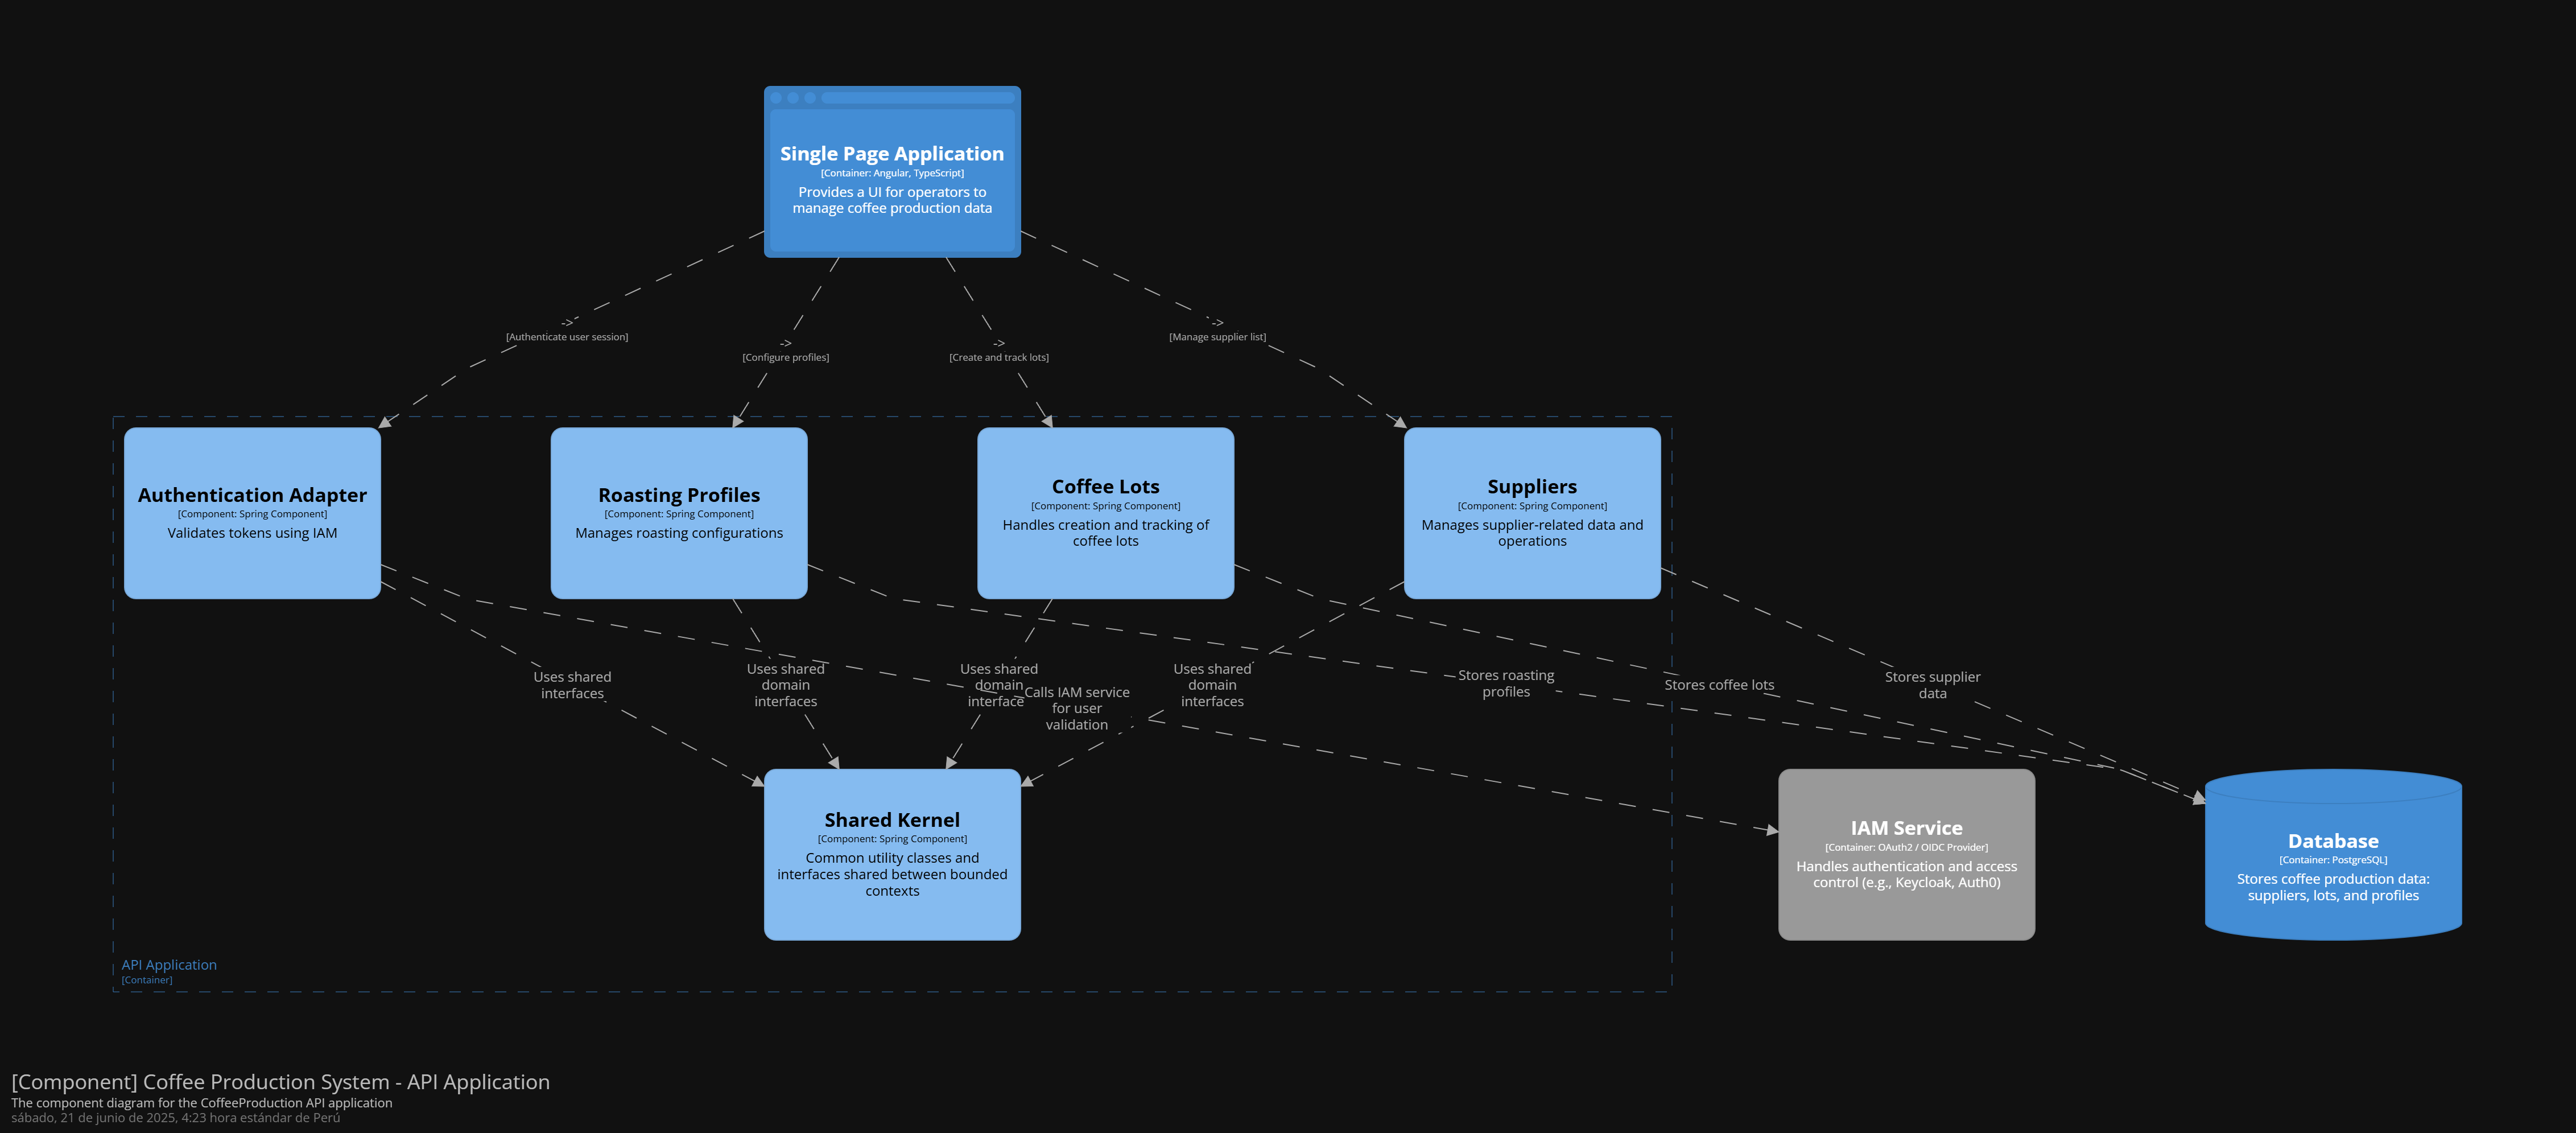 Single Page Application
[Container: Angular, TypeScript]
Provides a UI for operators to
manage coffee production data
->
[Authenticate user session]
->
[Configure profiles]
->
[Create and track lots]
->
[Manage supplier list]
Authentication Adapter
[Component: Spring Component]
Validates tokens using IAM
Roasting Profiles
[Component: Spring Component]
Manages roasting configurations
Coffee Lots
[Component: Spring Component]
Handles creation and tracking of
coffee lots
Suppliers
[Component: Spring Component]
Manages supplier-related data and
operations
Uses shared
interfaces
Uses shared
domain
interfaces
Uses shared
domain
interface
Calls IAM service
for user
validation
Uses shared
domain
interfaces
Stores roasting
profiles
Stores coffee lots
Stores supplier
data
Shared Kernel
[Component: Spring Component]
Common utility classes and
interfaces shared between bounded
contexts
IAM Service
[Container: OAuth2 / OIDC Provider]
Handles authentication and access
control (e.g., Keycloak, Auth0)
Database
[Container: PostgreSQL]
Stores coffee production data:
suppliers, lots, and profiles
API Application
[Container]
[Component] Coffee Production System - API Application
The component diagram for the CoffeeProduction API application
sábado, 21 de junio de 2025, 4:23 hora estándar de Perú